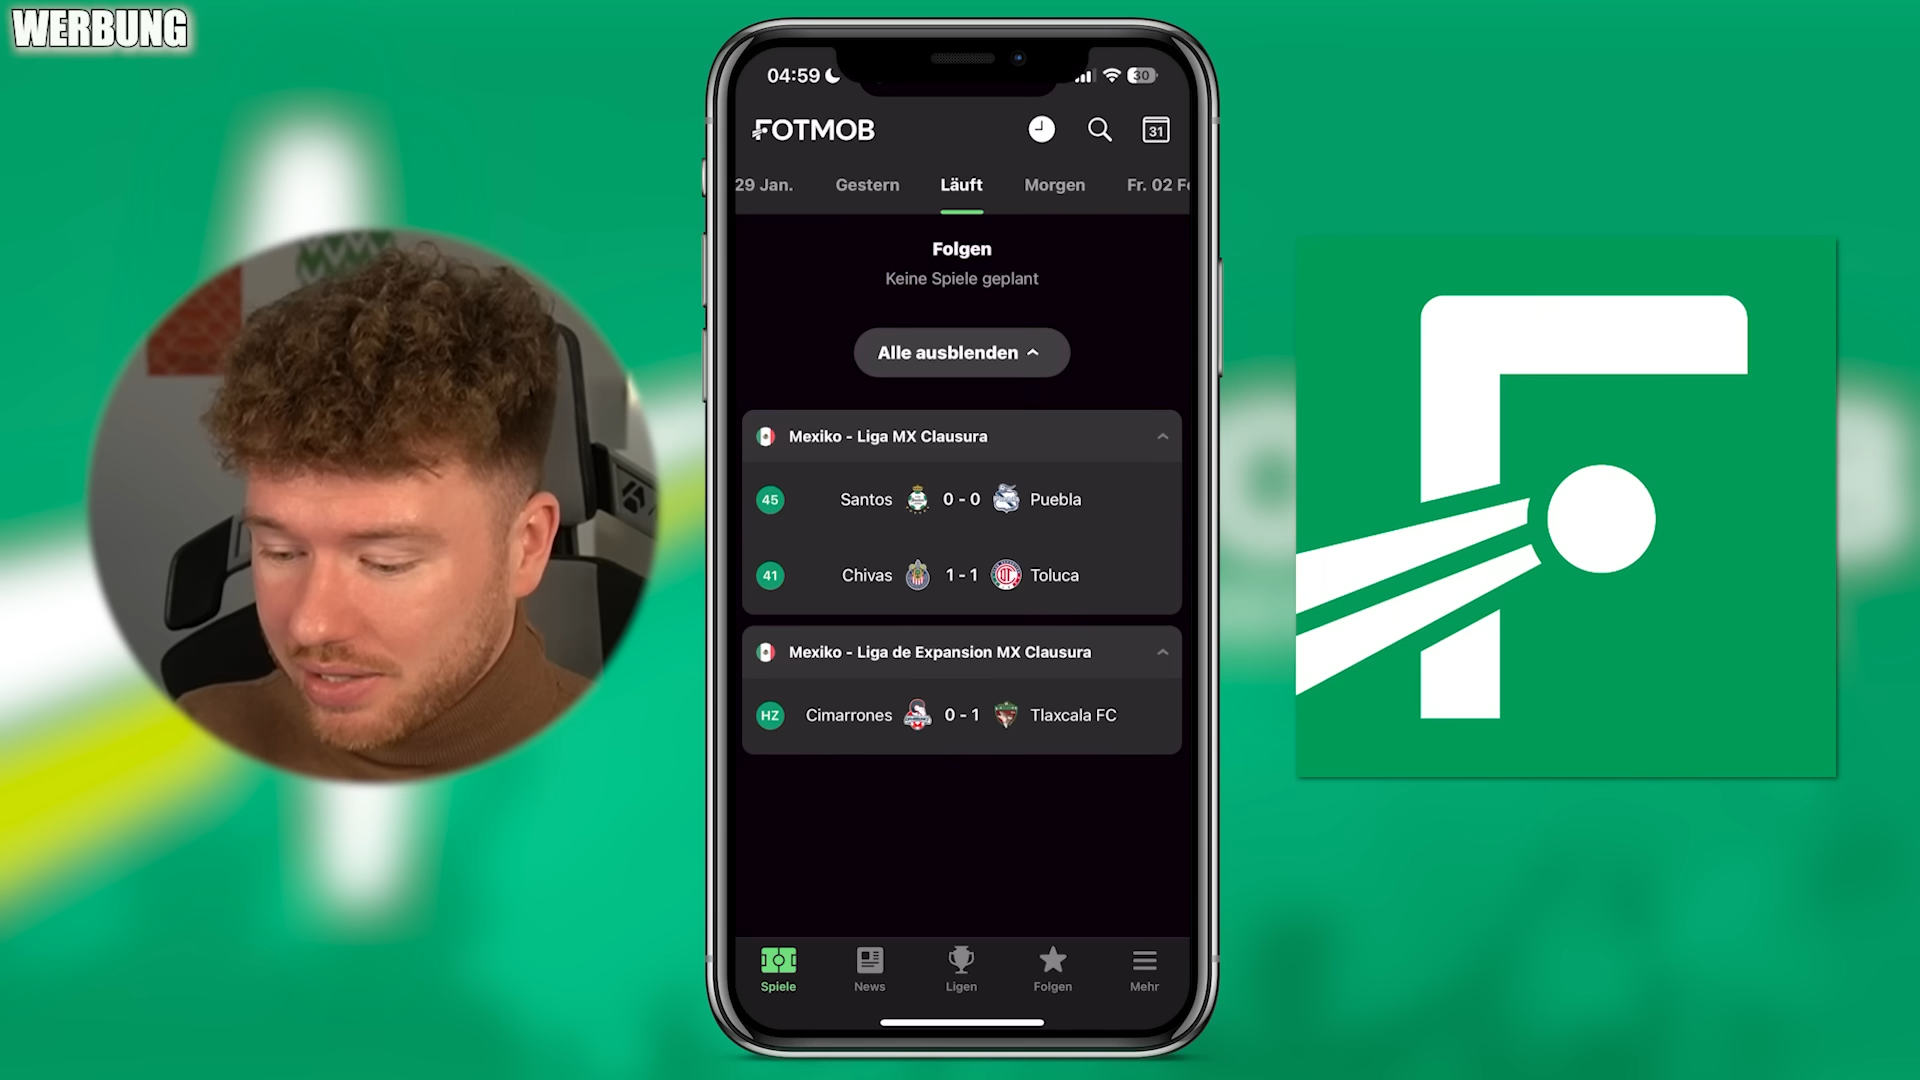 WERBUNG
04:59
30
FOTMOB
31
29 Jan.
Gestern
Läuft
Morgen
Fr. 02
Folgen
Keine Spiele geplant
Alle ausblenden
Mexiko - Liga MX Clausura
45 Santos 0 - 0 Puebla
41 Chivas 1 - 1 Toluca
Mexiko - Liga de Expansion MX Clausura
HZ Cimarrones 0 - 1 Tlaxcala FC
Spiele
News
Ligen
Folgen
Mehr